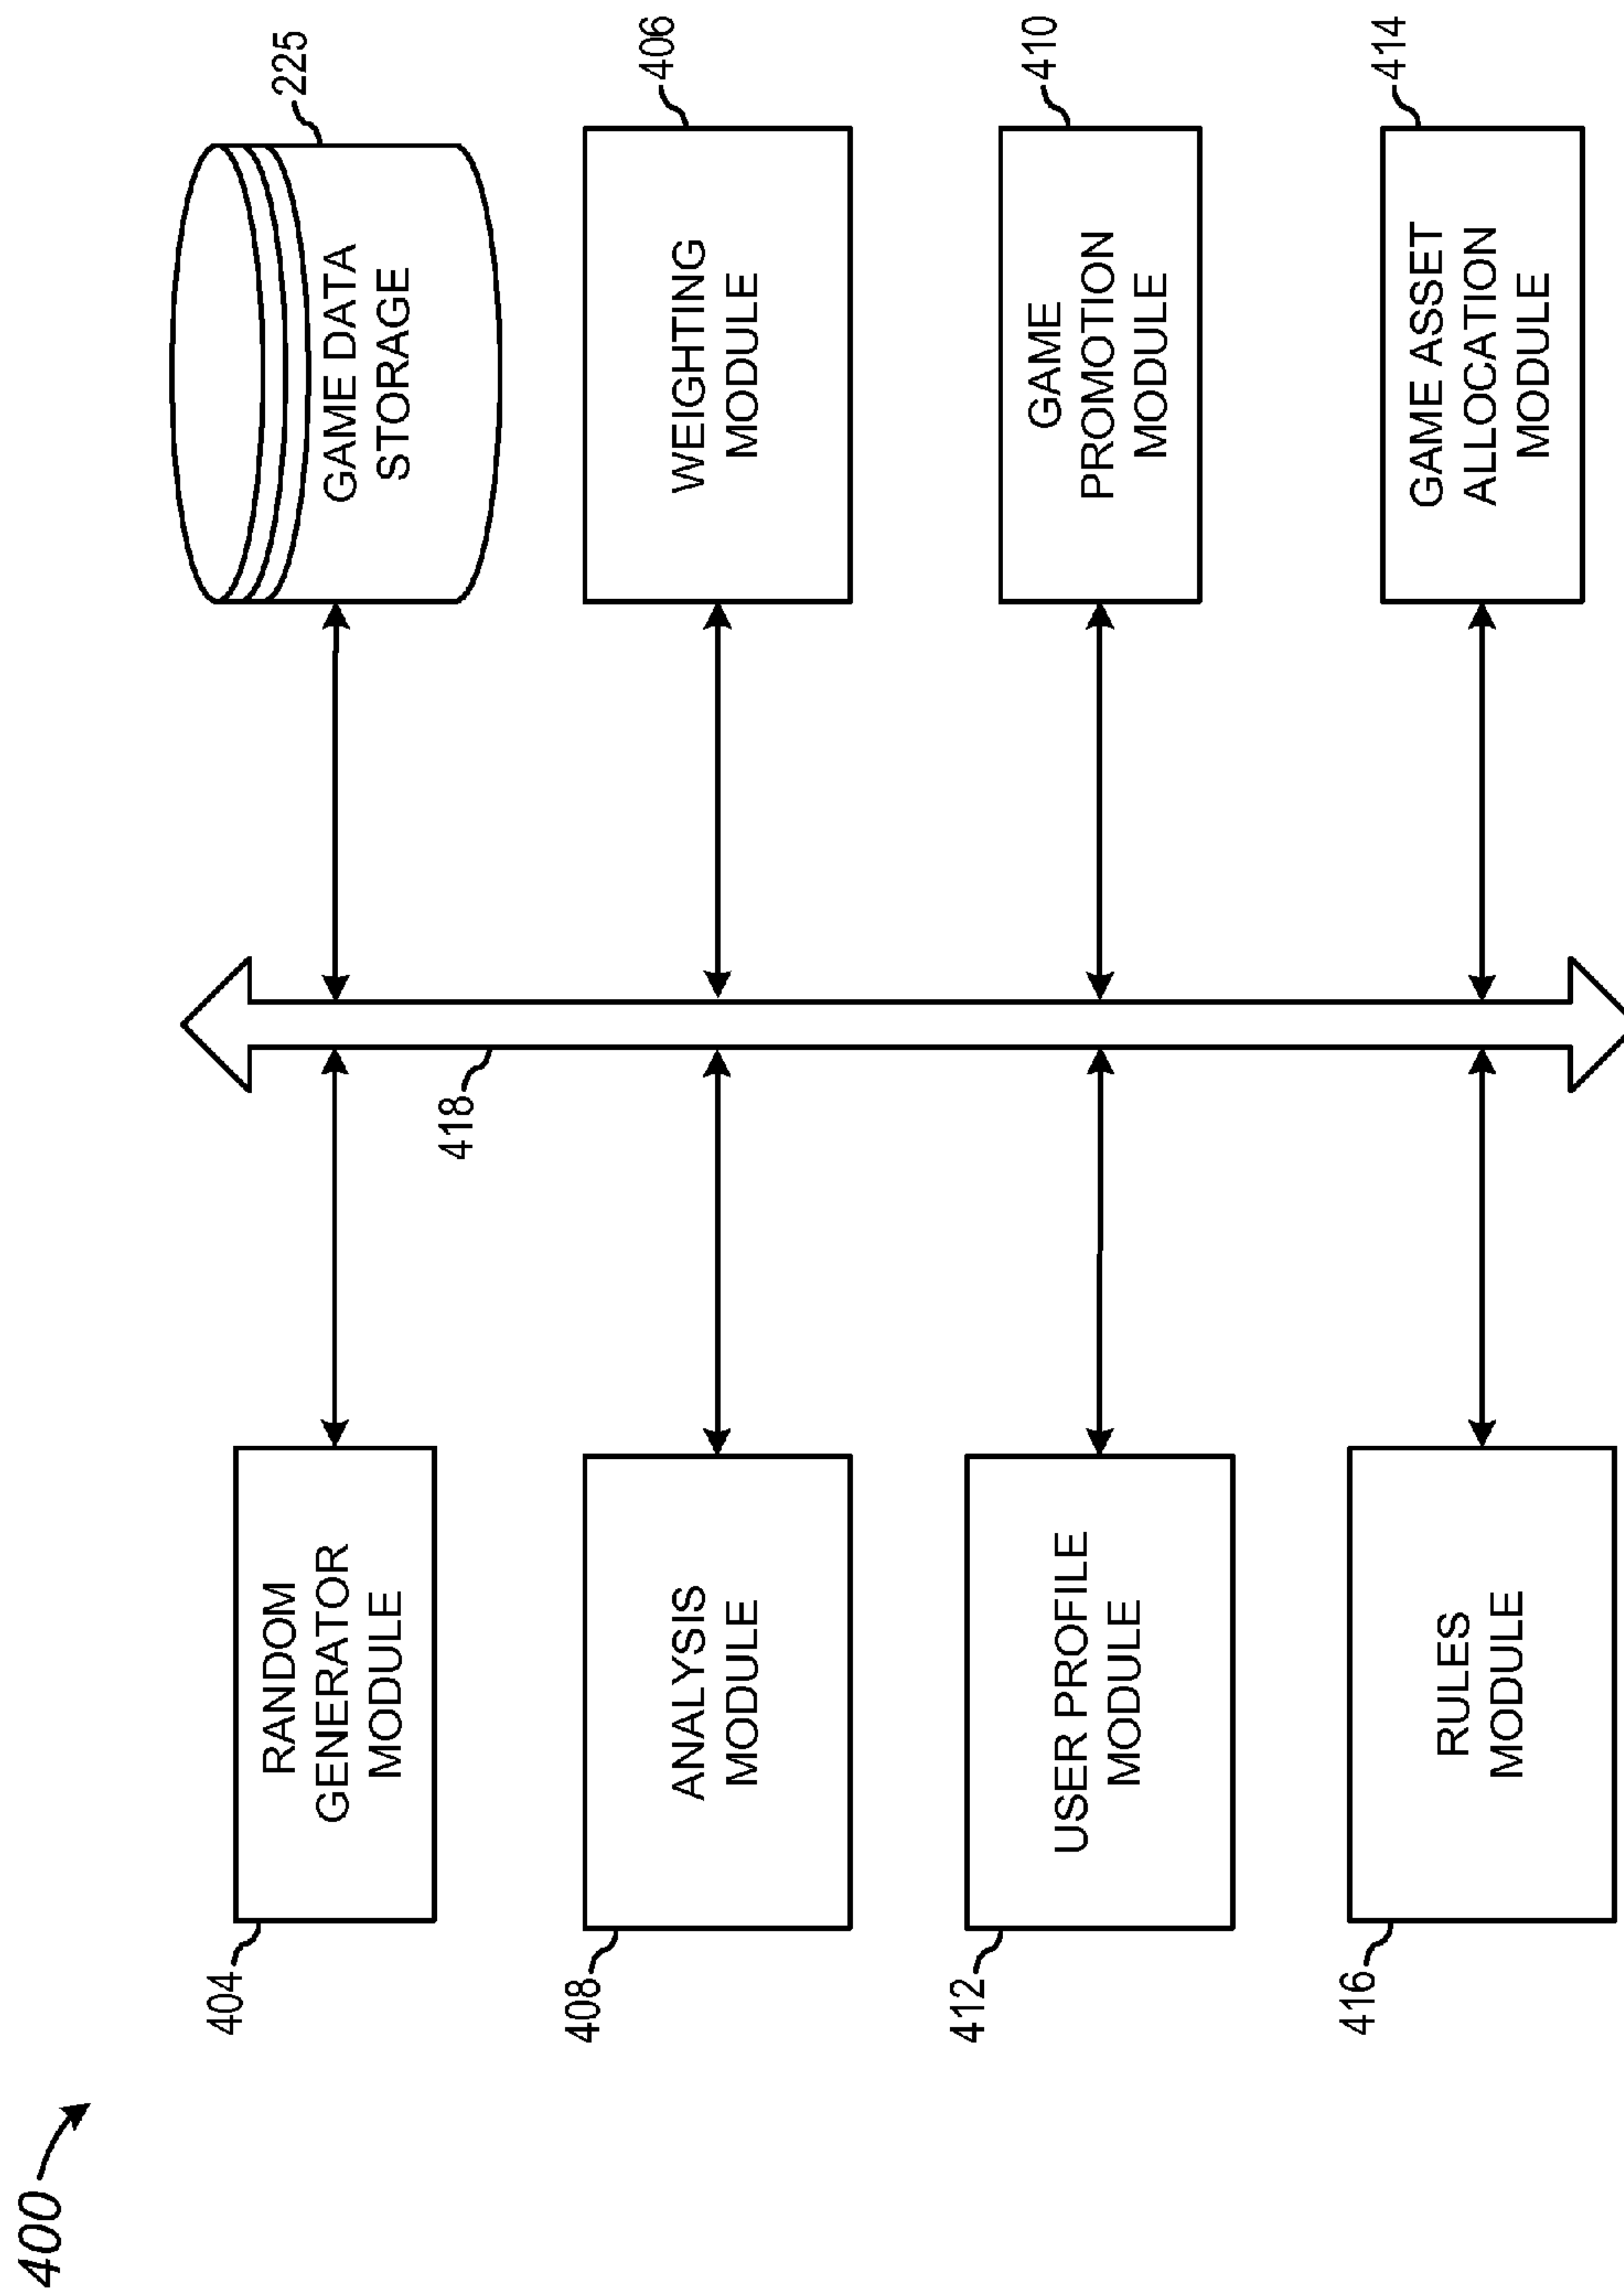 400
404
RANDOM
GENERATOR
MODULE
225
GAME DATA
STORAGE
418
408
ANALYSIS
MODULE
406
WEIGHTING
MODULE
412
USER PROFILE
MODULE
410
GAME
PROMOTION
MODULE
416
RULES
MODULE
414
GAME ASSET
ALLOCATION
MODULE